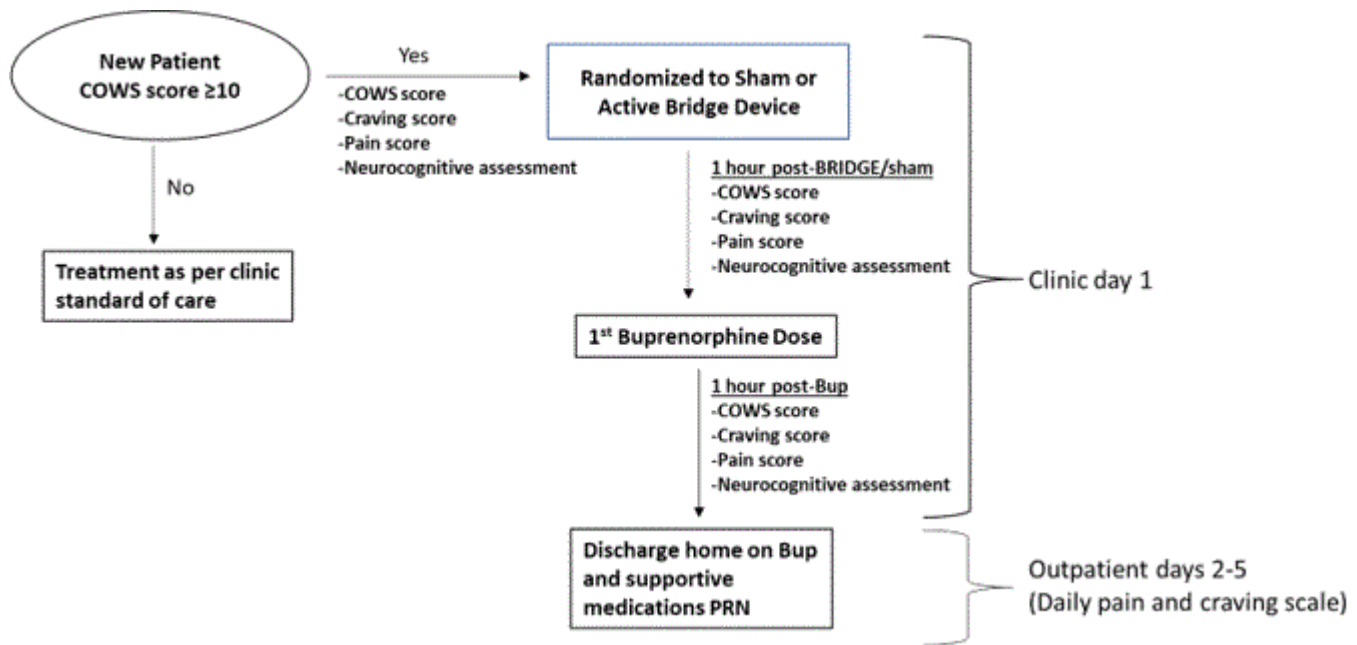 New Patient
COWS score ≥10
Yes
-COWS score
-Craving score
-Pain score
-Neurocognitive assessment
Randomized to Sham or
Active Bridge Device
No
Treatment as per clinic
standard of care
1 hour post-BRIDGE/sham
-COWS score
-Craving score
-Pain score
-Neurocognitive assessment
1st Buprenorphine Dose
1 hour post-Bup
-COWS score
-Craving score
-Pain score
-Neurocognitive assessment
Clinic day 1
Discharge home on Bup
and supportive
medications PRN
Outpatient days 2-5
(Daily pain and craving scale)